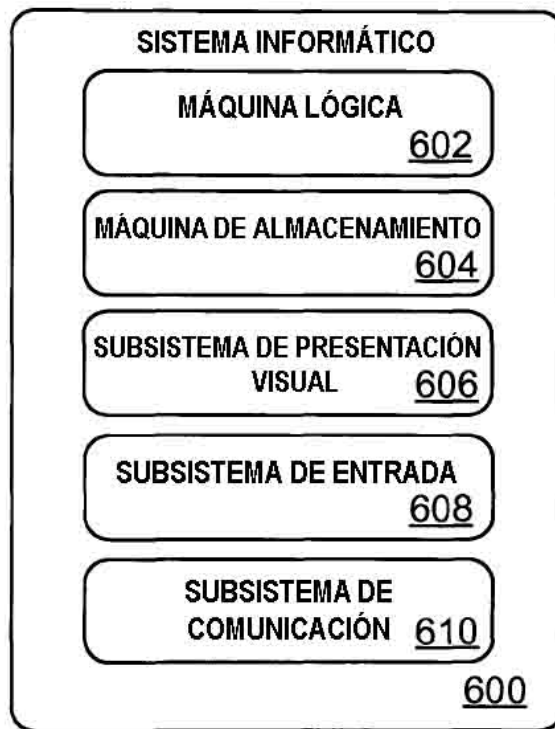 SISTEMA INFORMÁTICO
MÁQUINA LÓGICA
602
MÁQUINA DE ALMACENAMIENTO
604
SUBSISTEMA DE PRESENTACIÓN
VISUAL 606
SUBSISTEMA DE ENTRADA
608
SUBSISTEMA DE
COMUNICACIÓN 610
600